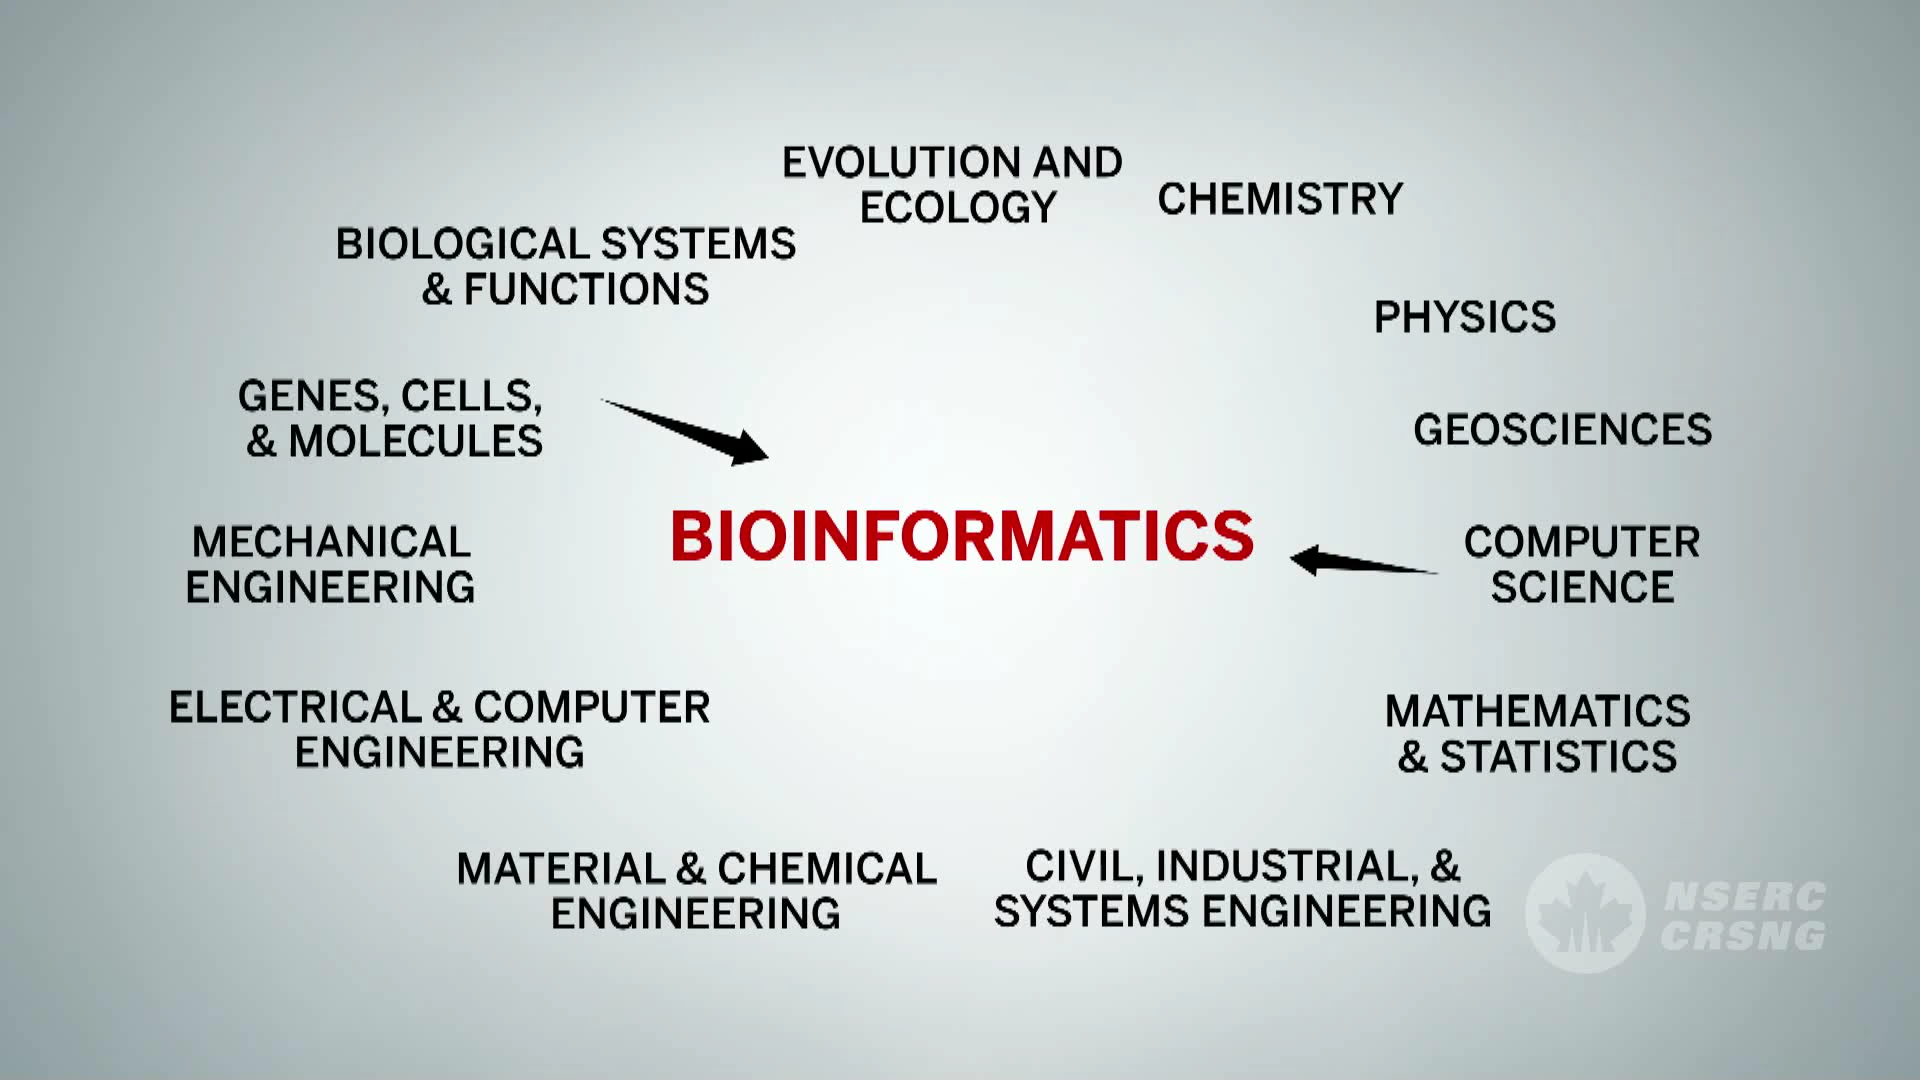 EVOLUTION AND
ECOLOGY
CHEMISTRY
BIOLOGICAL SYSTEMS
& FUNCTIONS
PHYSICS
GENES, CELLS,
& MOLECULES
GEOSCIENCES
BIOINFORMATICS
MECHANICAL
ENGINEERING
COMPUTER
SCIENCE
ELECTRICAL & COMPUTER
ENGINEERING
MATHEMATICS
& STATISTICS
MATERIAL & CHEMICAL
ENGINEERING
CIVIL, INDUSTRIAL, &
SYSTEMS ENGINEERING
NSERC
CRSNG